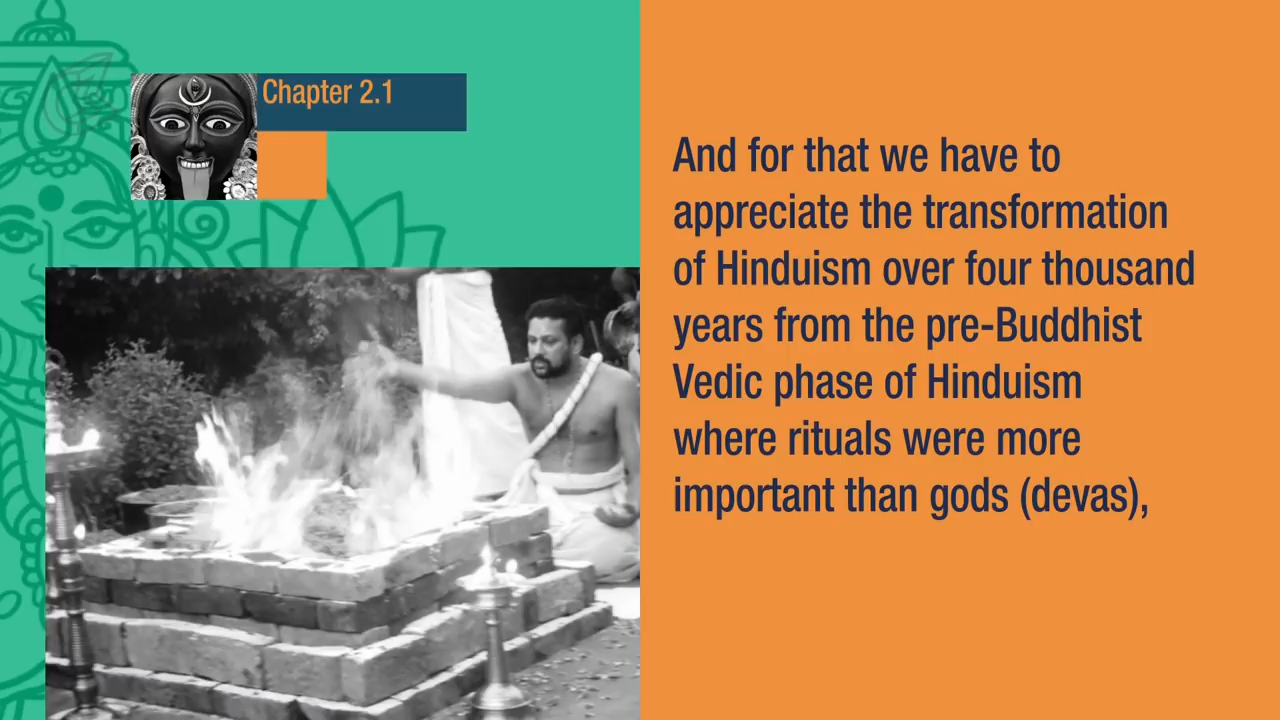 Chapter 2.1
And for that we have to
appreciate the transformation
of Hinduism over four thousand
years from the pre-Buddhist
Vedic phase of Hinduism
where rituals were more
important than gods (devas),